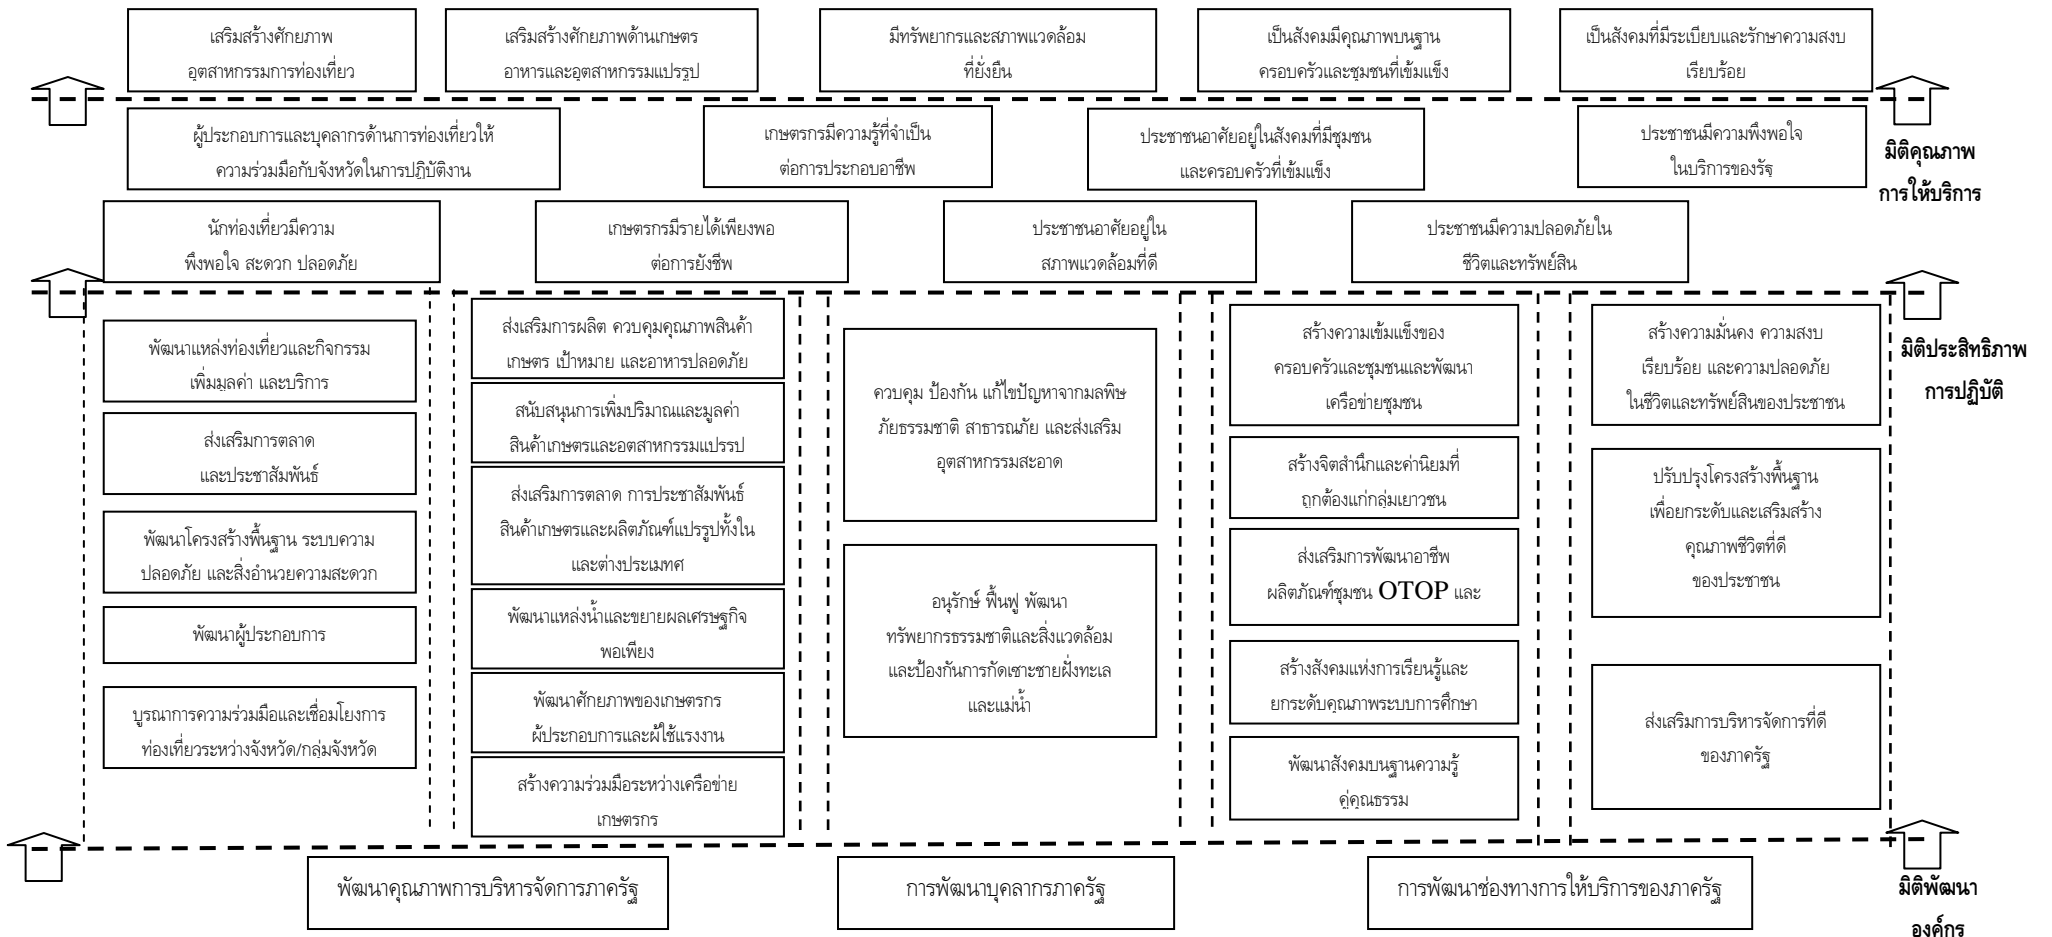 เสริมสร้างศักยภาพ
อุตสาหกรรมการท่องเที่ยว
เสริมสร้างศักยภาพด้านเกษตร
อาหารและอุตสาหกรรมแปรรูป
มีทรัพยากรและสภาพแวดล้อม
ที่ยั่งยืน
เป็นสังคมมีคุณภาพบนฐาน
ครอบครัวและชุมชนที่เข้มแข็ง
เป็นสังคมที่มีระเบียบและรักษาความสงบ
เรียบร้อย
ผู้ประกอบการและบุคลากรด้านการท่องเที่ยวให้
ความร่วมมือกับจังหวัดในการปฏิบัติงาน
เกษตรกรมีความรู้ที่จำเป็น
ต่อการประกอบอาชีพ
ประชาชนอาศัยอยู่ในสังคมที่มีชุมชน
และครอบครัวที่เข้มแข็ง
ประชาชนมีความพึงพอใจ
ในบริการของรัฐ
มิติคุณภาพ
การให้บริการ
นักท่องเที่ยวมีความ
พึงพอใจ สะดวก ปลอดภัย
เกษตรกรมีรายได้เพียงพอ
ต่อการยังชีพ
ประชาชนอาศัยอยู่ใน
สภาพแวดล้อมที่ดี
ประชาชนมีความปลอดภัยใน
ชีวิตและทรัพย์สิน
พัฒนาแหล่งท่องเที่ยวและกิจกรรม
เพิ่มมูลค่า และบริการ
ส่งเสริมการตลาด
และประชาสัมพันธ์
พัฒนาโครงสร้างพื้นฐาน ระบบความ
ปลอดภัย และสิ่งอำนวยความสะดวก
พัฒนาผู้ประกอบการ
บูรณาการความร่วมมือและเชื่อมโยงการ
ท่องเที่ยวระหว่างจังหวัด/กลุ่มจังหวัด
ส่งเสริมการผลิต ควบคุมคุณภาพสินค้า
เกษตร เป้าหมาย และอาหารปลอดภัย
สนับสนุนการเพิ่มปริมาณและมูลค่า
สินค้าเกษตรและอุตสาหกรรมแปรรูป
ส่งเสริมการตลาด การประชาสัมพันธ์
สินค้าเกษตรและผลิตภัณฑ์แปรรูปทั้งใน
และต่างประเมทศ
พัฒนาแหล่งน้ำและขยายผลเศรษฐกิจ
พอเพียง
พัฒนาศักยภาพของเกษตรกร
ผู้ประกอบการและผู้ใช้แรงงาน
สร้างความร่วมมือระหว่างเครือข่าย
เกษตรกร
ควบคุม ป้องกัน แก้ไขปัญหาจากมลพิษ
ภัยธรรมชาติ สาธารณภัย และส่งเสริม
อุตสาหกรรมสะอาด
อนุรักษ์ ฟื้นฟู พัฒนา
ทรัพยากรธรรมชาติและสิ่งแวดล้อม
และป้องกันการกัดเซาะชายฝั่งทะเล
และแม่น้ำ
สร้างความเข้มแข็งของ
ครอบครัวและชุมชนและพัฒนา
เครือข่ายชุมชน
สร้างจิตสำนึกและค่านิยมที่
ถูกต้องแก่กลุ่มเยาวชน
ส่งเสริมการพัฒนาอาชีพ
ผลิตภัณฑ์ชุมชน OTOP และ
สร้างสังคมแห่งการเรียนรู้และ
ยกระดับคุณภาพระบบการศึกษา
พัฒนาสังคมบนฐานความรู้
คู่คุณธรรม
สร้างความมั่นคง ความสงบ
เรียบร้อย และความปลอดภัย
ในชีวิตและทรัพย์สินของประชาชน
ปรับปรุงโครงสร้างพื้นฐาน
เพื่อยกระดับและเสริมสร้าง
คุณภาพชีวิตที่ดี
ของประชาชน
ส่งเสริมการบริหารจัดการที่ดี
ของภาครัฐ
มิติประสิทธิภาพ
การปฏิบัติ
พัฒนาคุณภาพการบริหารจัดการภาครัฐ
การพัฒนาบุคลากรภาครัฐ
การพัฒนาช่องทางการให้บริการของภาครัฐ
มิติพัฒนา
องค์กร